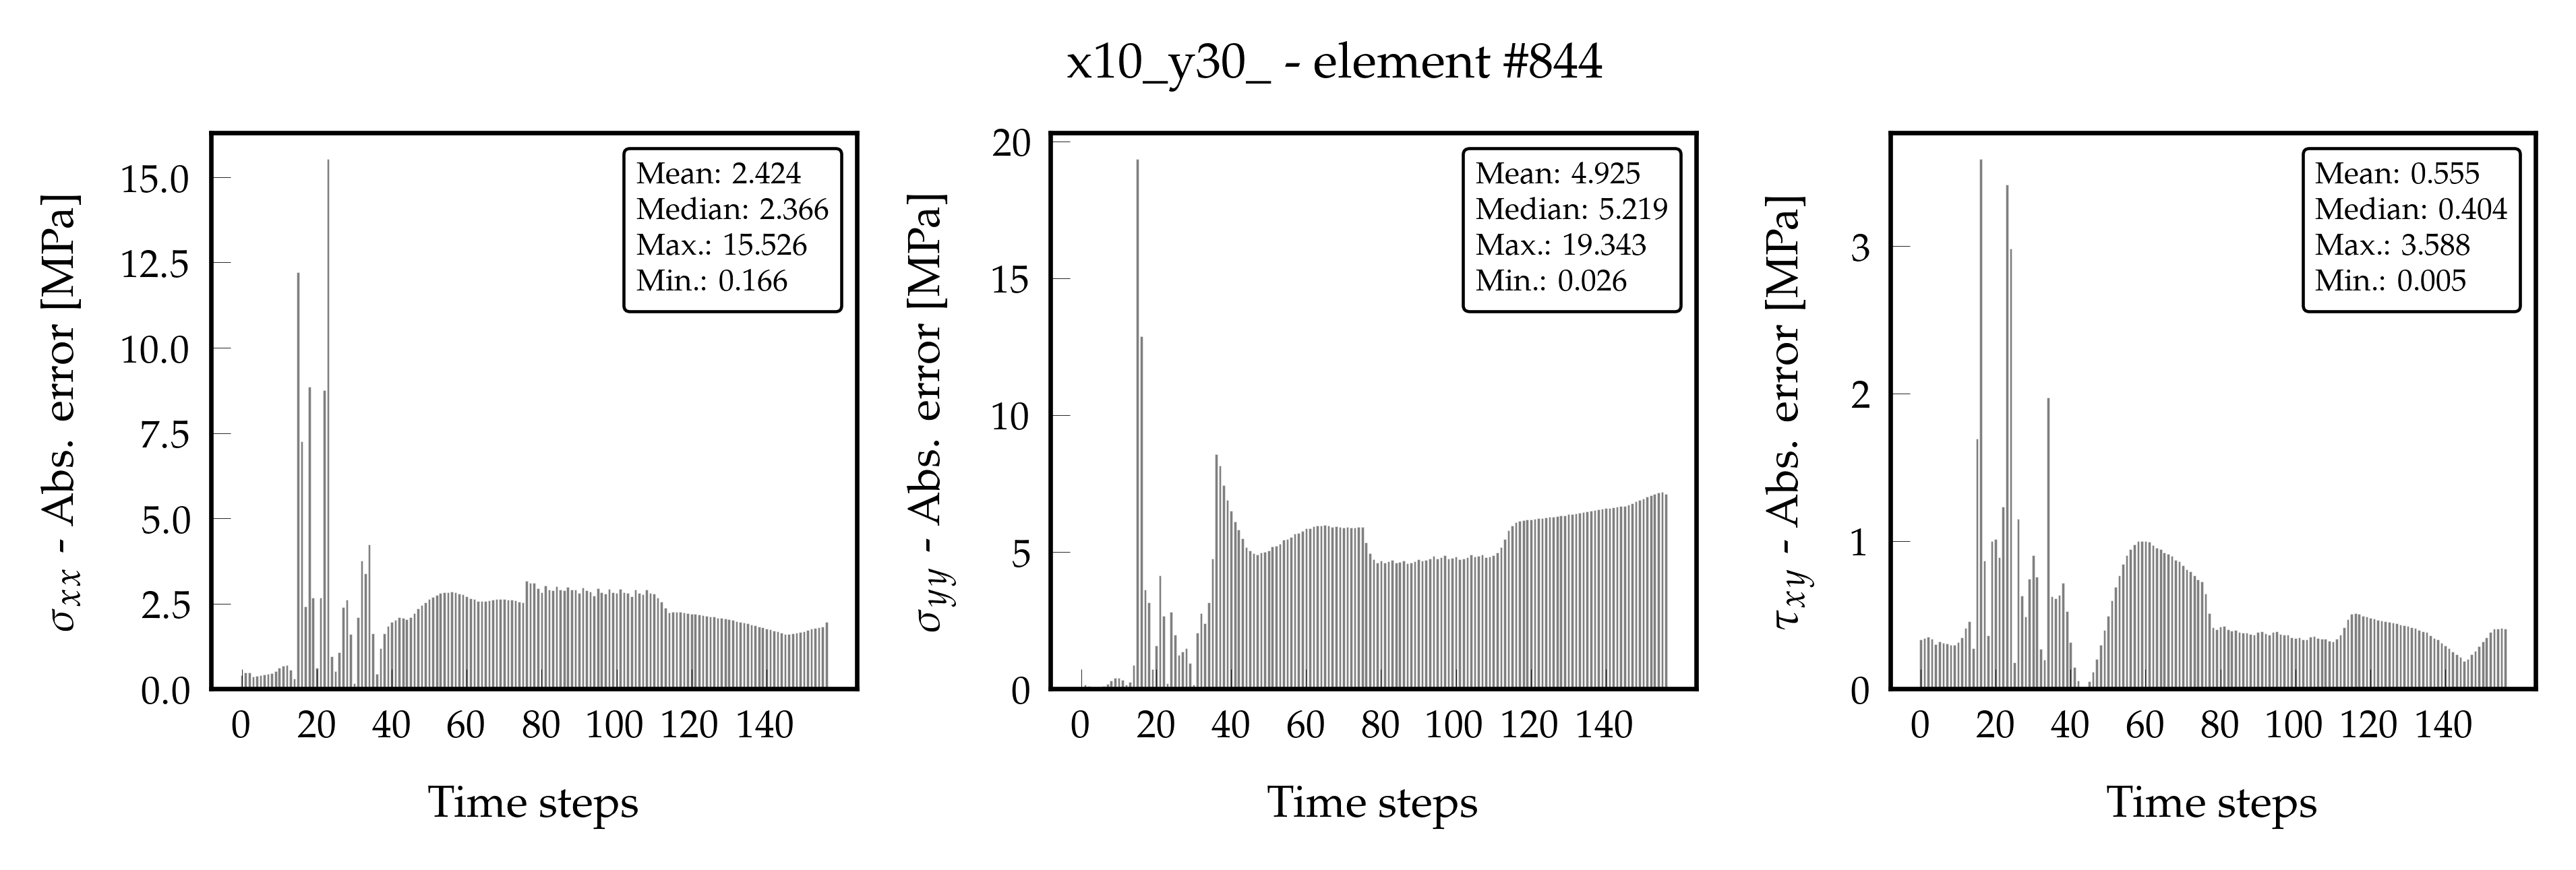 x10_y30_ - element #844
σxx - Abs. error [MPa]
15.0
12.5
10.0
7.5
5.0
2.5
0.0
Mean: 2.424
Median: 2.366
Max.: 15.526
Min.: 0.166
0 20 40 60 80 100 120 140
Time steps
σyy - Abs. error [MPa]
20
15
10
5
0
Mean: 4.925
Median: 5.219
Max.: 19.343
Min.: 0.026
0 20 40 60 80 100 120 140
Time steps
τxy - Abs. error [MPa]
3
2
1
0
Mean: 0.555
Median: 0.404
Max.: 3.588
Min.: 0.005
0 20 40 60 80 100 120 140
Time steps